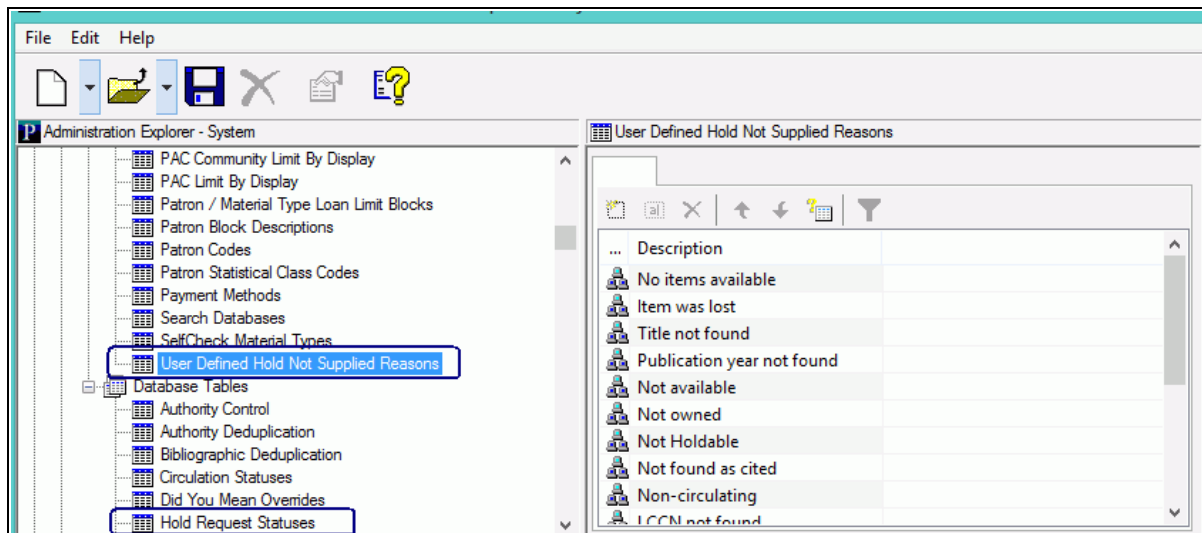 File Edit Help
Administration Explorer - System
PAC Community Limit By Display
PAC Limit By Display
Patron / Material Type Loan Limit Blocks
Patron Block Descriptions
Patron Codes
Patron Statistical Class Codes
Payment Methods
Search Databases
SelfCheck Material Types
User Defined Hold Not Supplied Reasons
Database Tables
Authority Control
Authority Deduplication
Bibliographic Deduplication
Circulation Statuses
Did You Mean Overrides
Hold Request Statuses
User Defined Hold Not Supplied Reasons
... Description
No items available
Item was lost
Title not found
Publication year not found
Not available
Not owned
Not Holdable
Not found as cited
Non-circulating
LCCN not found